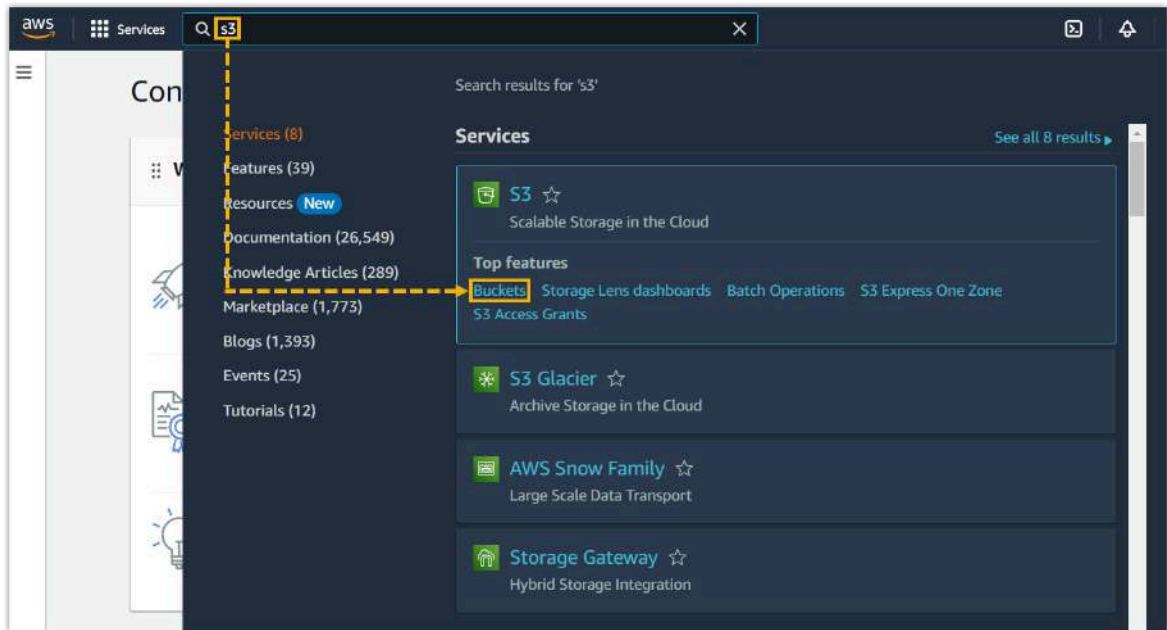 aws Services s3
Con
Search results for 's3'
Services (8)
Features (39)
Resources New
Documentation (26,549)
Knowledge Articles (289)
Marketplace (1,773)
Blogs (1,393)
Events (25)
Tutorials (12)
Services See all 8 results
S3
Scalable Storage in the Cloud
Top features
Buckets Storage Lens dashboards Batch Operations S3 Express One Zone
S3 Access Grants
S3 Glacier
Archive Storage in the Cloud
AWS Snow Family
Large Scale Data Transport
Storage Gateway
Hybrid Storage Integration